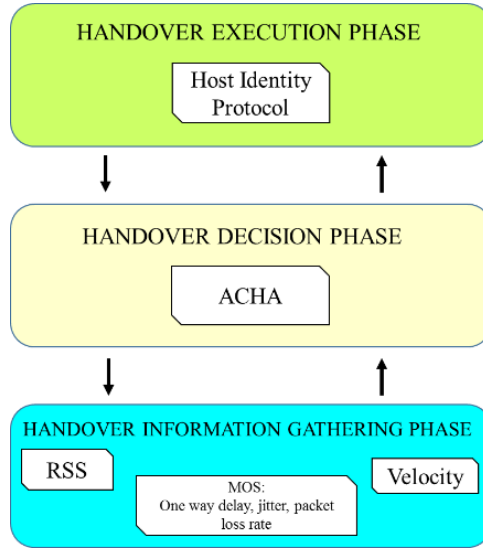 HANDOVER EXECUTION PHASE
Host Identity
Protocol
HANDOVER DECISION PHASE
ACHA
HANDOVER INFORMATION GATHERING PHASE
RSS
MOS:
One way delay, jitter, packet
loss rate
Velocity